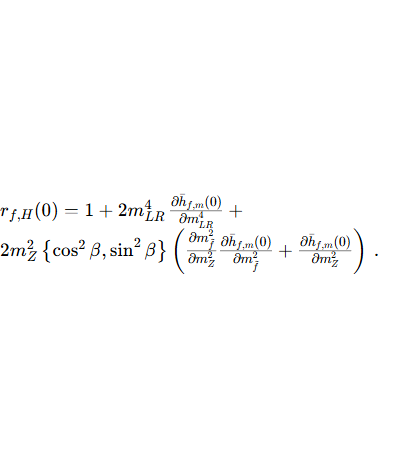 $r_{f,H}(0) = 1 + 2m_{LR}^4 \frac{\partial \bar{h}_{f,m}(0)}{\partial m_{LR}^4} +$
$2m_Z^2 \left\{\cos^2 \beta, \sin^2 \beta\right\} \left( \frac{\partial m_{\tilde{f}}^2}{\partial m_Z^2} \frac{\partial \bar{h}_{f,m}(0)}{\partial m_{\tilde{f}}^2} + \frac{\partial \bar{h}_{f,m}(0)}{\partial m_Z^2} \right) \, .$